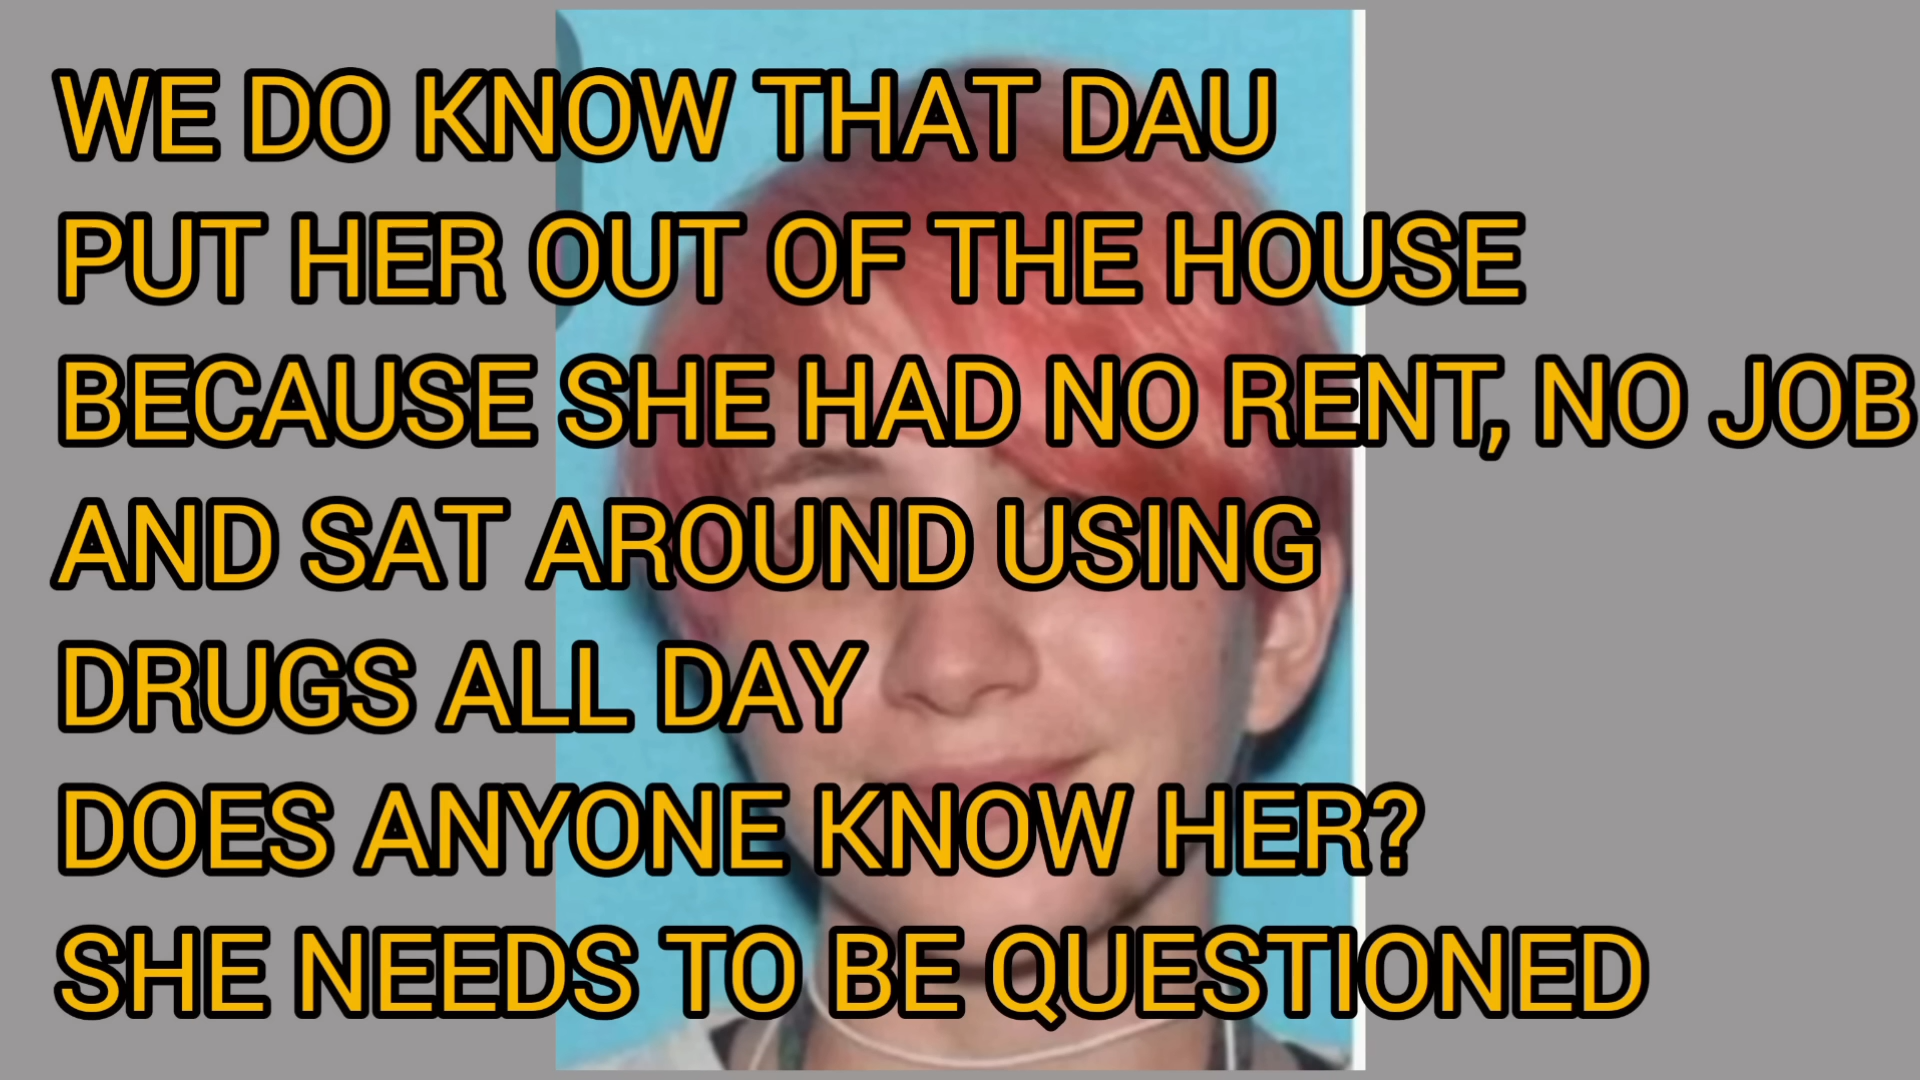 WE DO KNOW THAT DAU
PUT HER OUT OF THE HOUSE
BECAUSE SHE HAD NO RENT, NO JOB
AND SAT AROUND USING
DRUGS ALL DAY
DOES ANYONE KNOW HER?
SHE NEEDS TO BE QUESTIONED